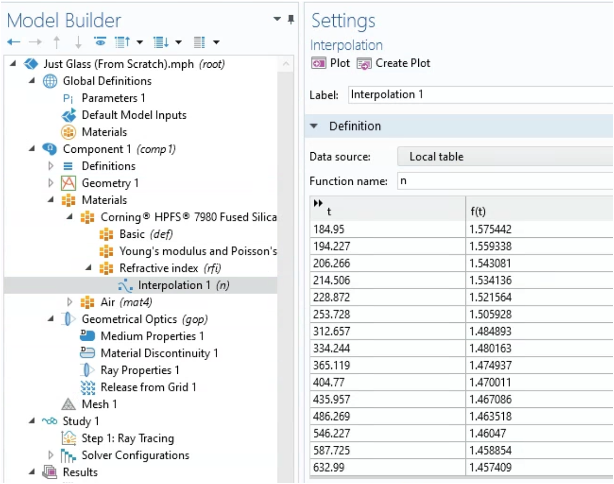 Model Builder
Just Glass (From Scratch).mph (root)
Global Definitions
Pi Parameters 1
Default Model Inputs
Materials
Component 1 (comp1)
Definitions
Geometry 1
Materials
Corning® HPFS® 7980 Fused Silica
Basic (def)
Young's modulus and Poisson's
Refractive index (rfi)
Interpolation 1 (n)
Air (mat4)
Geometrical Optics (gop)
Medium Properties 1
Material Discontinuity 1
Ray Properties 1
Release from Grid 1
Mesh 1
Study 1
Step 1: Ray Tracing
Solver Configurations
Results
Settings
Interpolation
Plot Create Plot
Label: Interpolation 1
Definition
Data source: Local table
Function name: n
t f(t)
184.95 1.575442
194.227 1.559338
206.266 1.543081
214.506 1.534136
228.872 1.521564
253.728 1.505928
312.657 1.484893
334.244 1.480163
365.119 1.474937
404.77 1.470011
435.957 1.467086
486.269 1.463518
546.227 1.46047
587.725 1.458854
632.99 1.457409